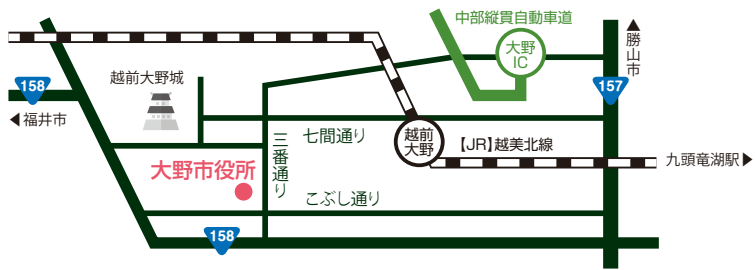 中部縦貫自動車道
大野
IC
▲勝山市
158
越前大野城
157
◀福井市
七間通り
越前
大野
【JR】越美北線
三番通り
九頭竜湖駅▶
大野市役所
こぶし通り
158